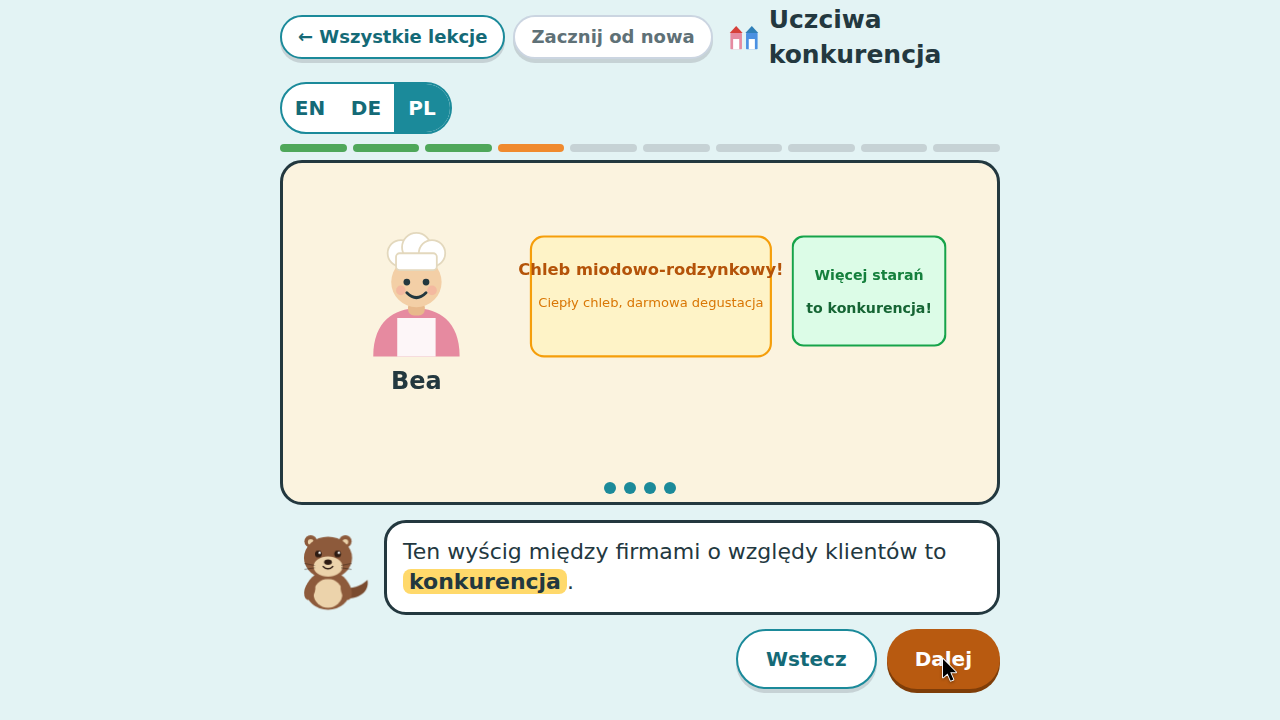 ← Wszystkie lekcje
Zacznij od nowa
Uczciwa
konkurencja
EN DE PL
Chleb miodowo-rodzynkowy!
Ciepły chleb, darmowa degustacja
Więcej starań
to konkurencja!
Bea
Ten wyścig między firmami o względy klientów to
konkurencja.
Wstecz
Dalej